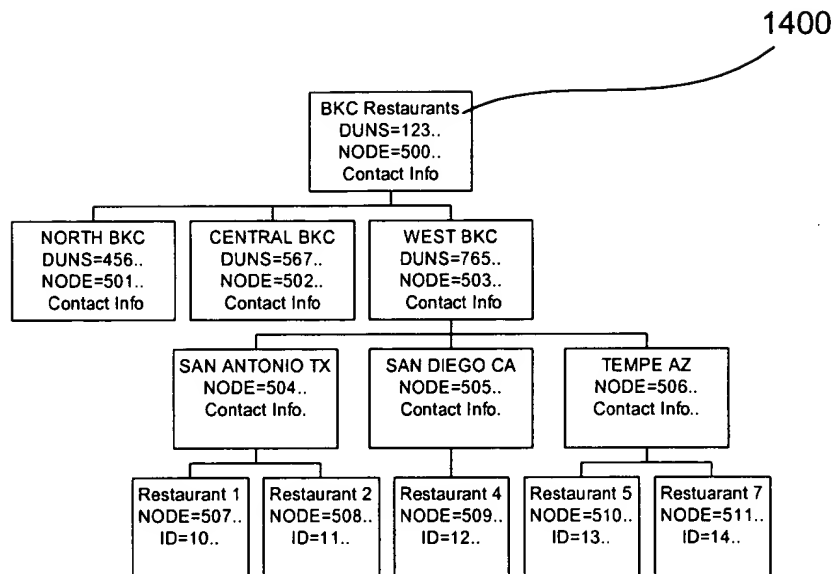 1400
BKC Restaurants
DUNS=123..
NODE=500..
Contact Info
NORTH BKC
DUNS=456..
NODE=501..
Contact Info
CENTRAL BKC
DUNS=567..
NODE=502..
Contact Info
WEST BKC
DUNS=765..
NODE=503..
Contact Info
SAN ANTONIO TX
NODE=504..
Contact Info.
SAN DIEGO CA
NODE=505..
Contact Info.
TEMPE AZ
NODE=506..
Contact Info..
Restaurant 1
NODE=507..
ID=10..
Restaurant 2
NODE=508..
ID=11..
Restaurant 4
NODE=509..
ID=12..
Restaurant 5
NODE=510..
ID=13..
Restuarant 7
NODE=511..
ID=14..